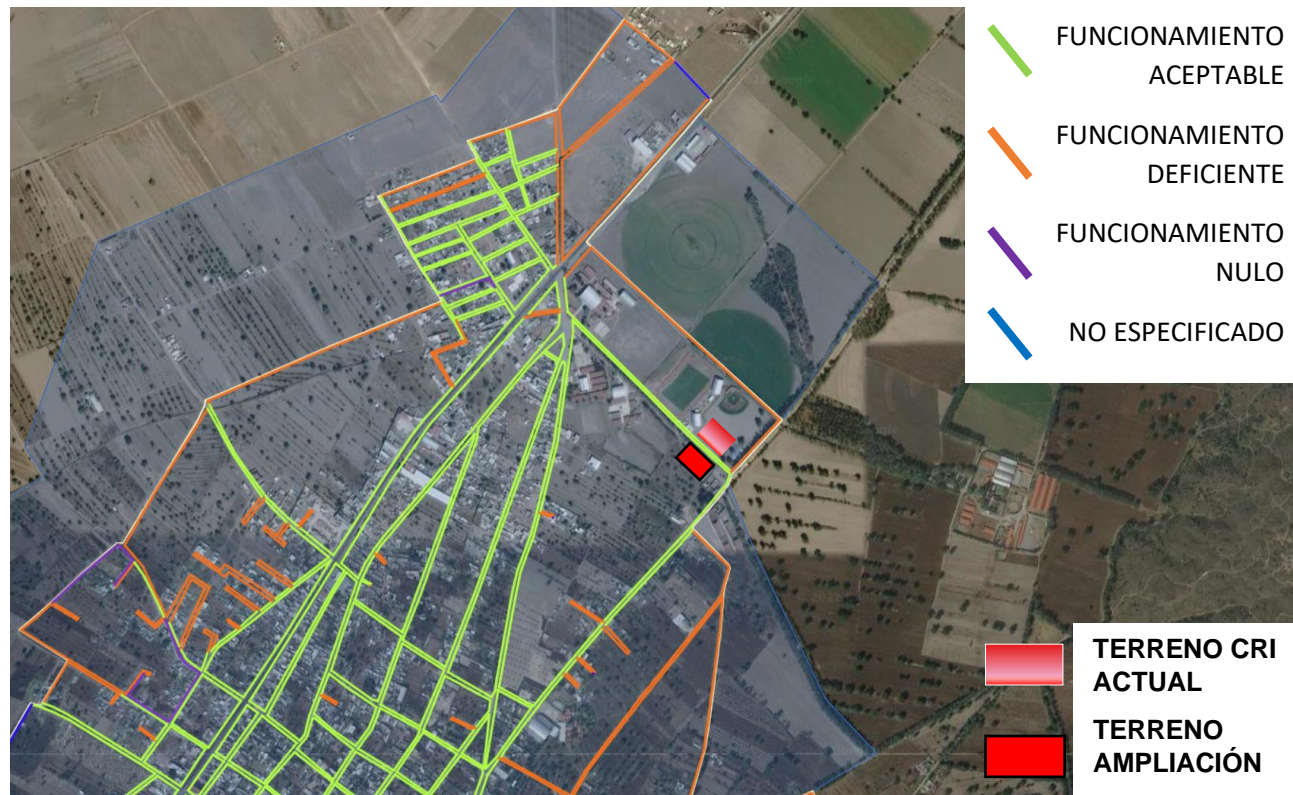 FUNCIONAMIENTO
ACEPTABLE
FUNCIONAMIENTO
DEFICIENTE
FUNCIONAMIENTO
NULO
NO ESPECIFICADO
TERRENO CRI
ACTUAL
TERRENO
AMPLIACIÓN